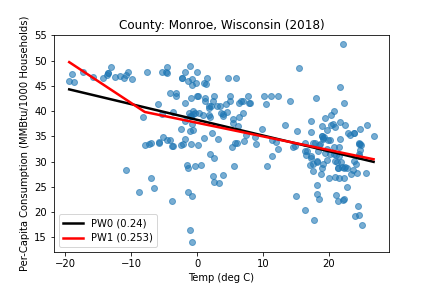 County: Monroe, Wisconsin (2018)
Per-Capita Consumption (MMBtu/1000 Households)
55
50
45
40
35
30
25
20
15
PW0 (0.24)
PW1 (0.253)
−20 −10 0 10 20
Temp (deg C)